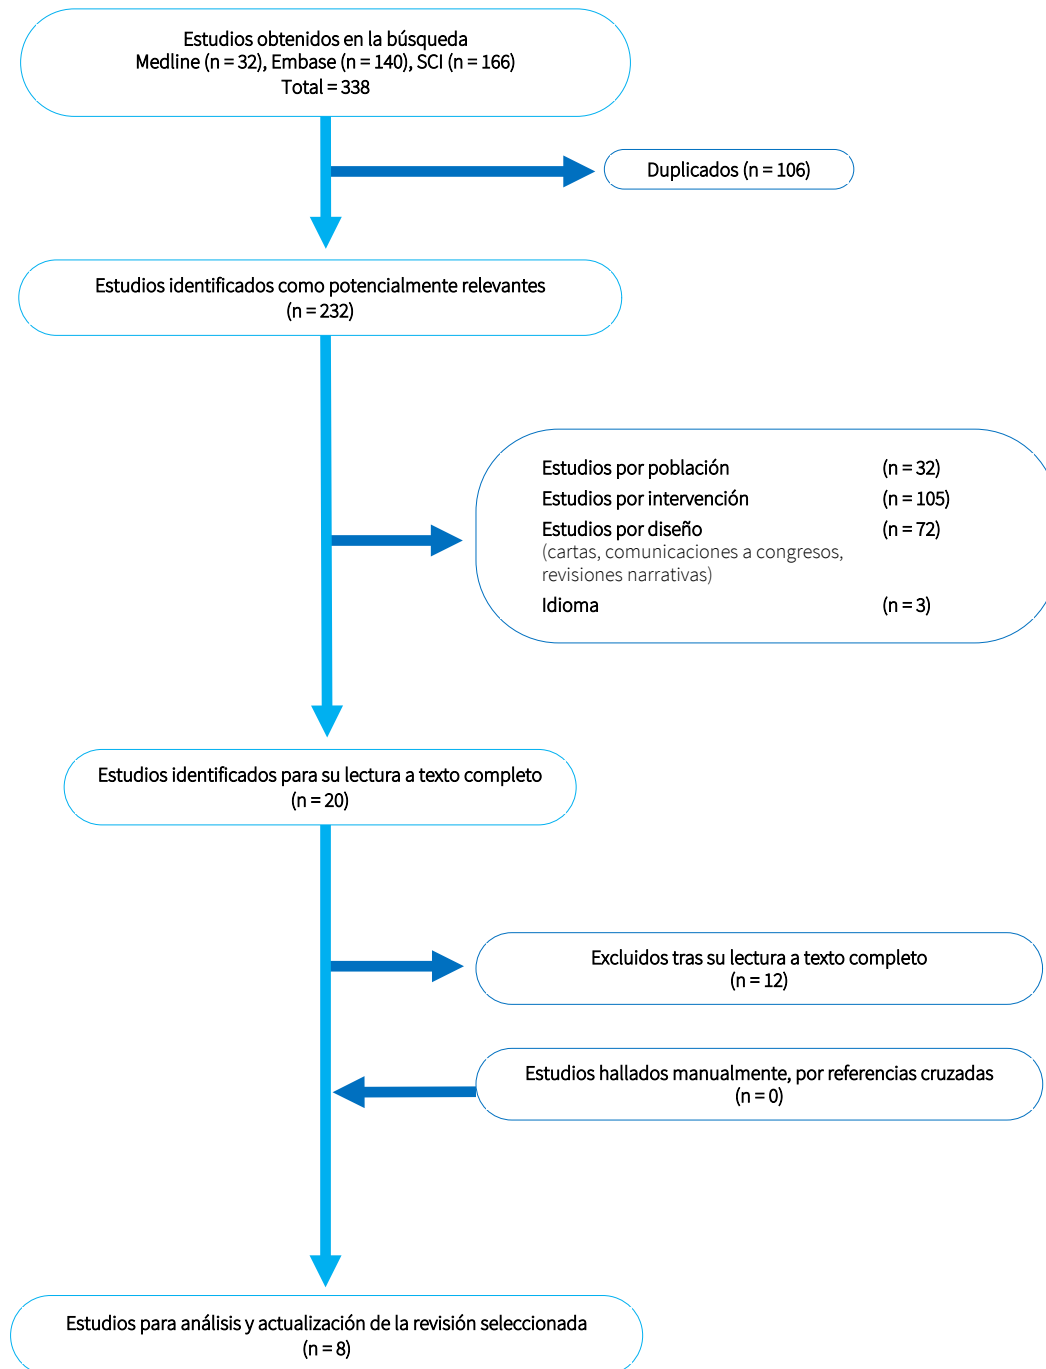 Estudios obtenidos en la búsqueda
Medline (n = 32), Embase (n = 140), SCI (n = 166)
Total = 338
Duplicados (n = 106)
Estudios identificados como potencialmente relevantes
(n = 232)
Estudios por población (n = 32)
Estudios por intervención (n = 105)
Estudios por diseño (n = 72)
(cartas, comunicaciones a congresos,
revisiones narrativas)
Idioma (n = 3)
Estudios identificados para su lectura a texto completo
(n = 20)
Excluidos tras su lectura a texto completo
(n = 12)
Estudios hallados manualmente, por referencias cruzadas
(n = 0)
Estudios para análisis y actualización de la revisión seleccionada
(n = 8)